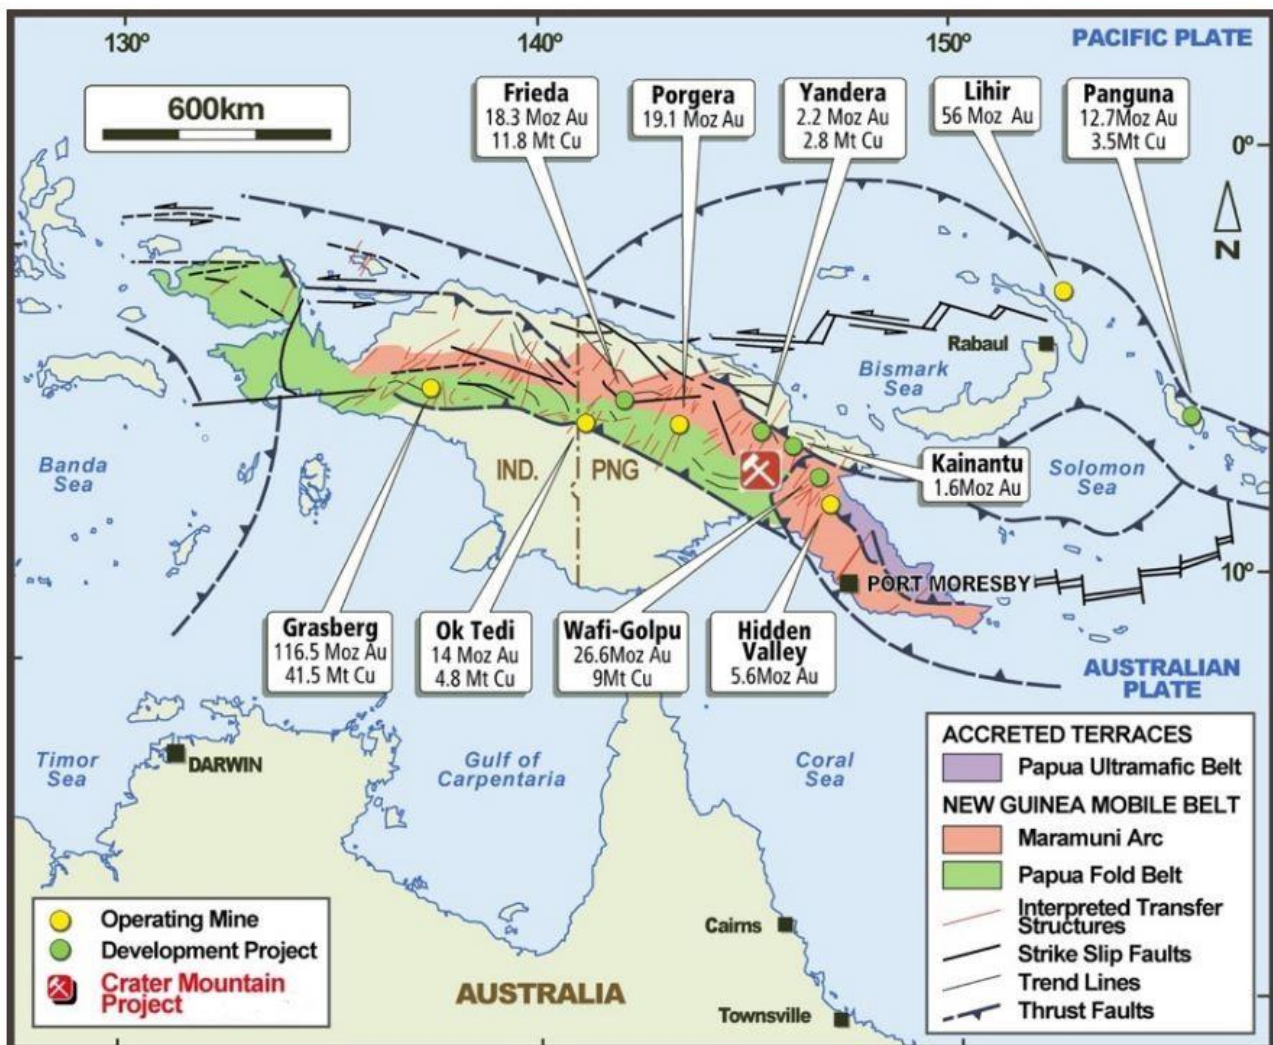 130º
140º
150º
PACIFIC PLATE
600km
Frieda
18.3 Moz Au
11.8 Mt Cu
Porgera
19.1 Moz Au
Yandera
2.2 Moz Au
2.8 Mt Cu
Lihir
56 Moz Au
Panguna
12.7Moz Au
3.5Mt Cu
0º
N
Rabaul
Bismark
Sea
Banda
Sea
IND.
PNG
Kainantu
1.6Moz Au
Solomon
Sea
10º
PORT MORESBY
Grasberg
116.5 Moz Au
41.5 Mt Cu
Ok Tedi
14 Moz Au
4.8 Mt Cu
Wafi-Golpu
26.6Moz Au
9Mt Cu
Hidden
Valley
5.6Moz Au
AUSTRALIAN
PLATE
Timor
Sea
DARWIN
Gulf of
Carpentaria
Coral
Sea
ACCRETED TERRACES
Papua Ultramafic Belt
NEW GUINEA MOBILE BELT
Maramuni Arc
Papua Fold Belt
Interpreted Transfer
Structures
Strike Slip Faults
Trend Lines
Thrust Faults
Operating Mine
Development Project
Crater Mountain
Project
AUSTRALIA
Cairns
Townsville